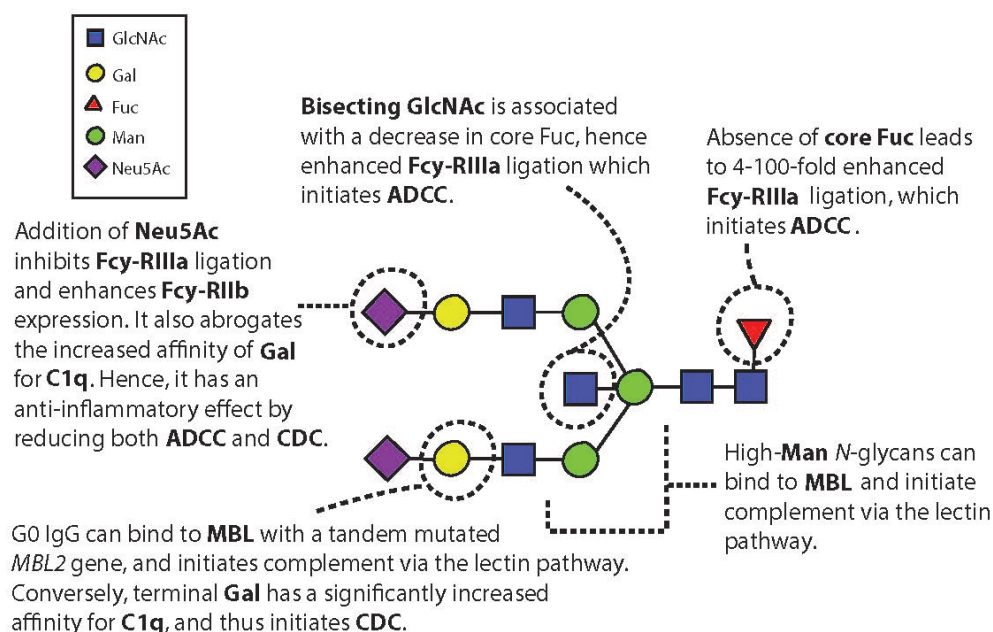 GlcNAc
Gal
Fuc
Man
Neu5Ac
Bisecting GlcNAc is associated
with a decrease in core Fuc, hence
enhanced Fcy-RIIIa ligation which
initiates ADCC.
Absence of core Fuc leads
to 4-100-fold enhanced
Fcy-RIIIa ligation, which
initiates ADCC.
Addition of Neu5Ac
inhibits Fcy-RIIIa ligation
and enhances Fcy-RIIb
expression. It also abrogates
the increased affinity of Gal
for C1q. Hence, it has an
anti-inflammatory effect by
reducing both ADCC and CDC.
High-Man N-glycans can
bind to MBL and initiate
complement via the lectin
pathway.
G0 IgG can bind to MBL with a tandem mutated
MBL2 gene, and initiates complement via the lectin pathway.
Conversely, terminal Gal has a significantly increased
affinity for C1q, and thus initiates CDC.